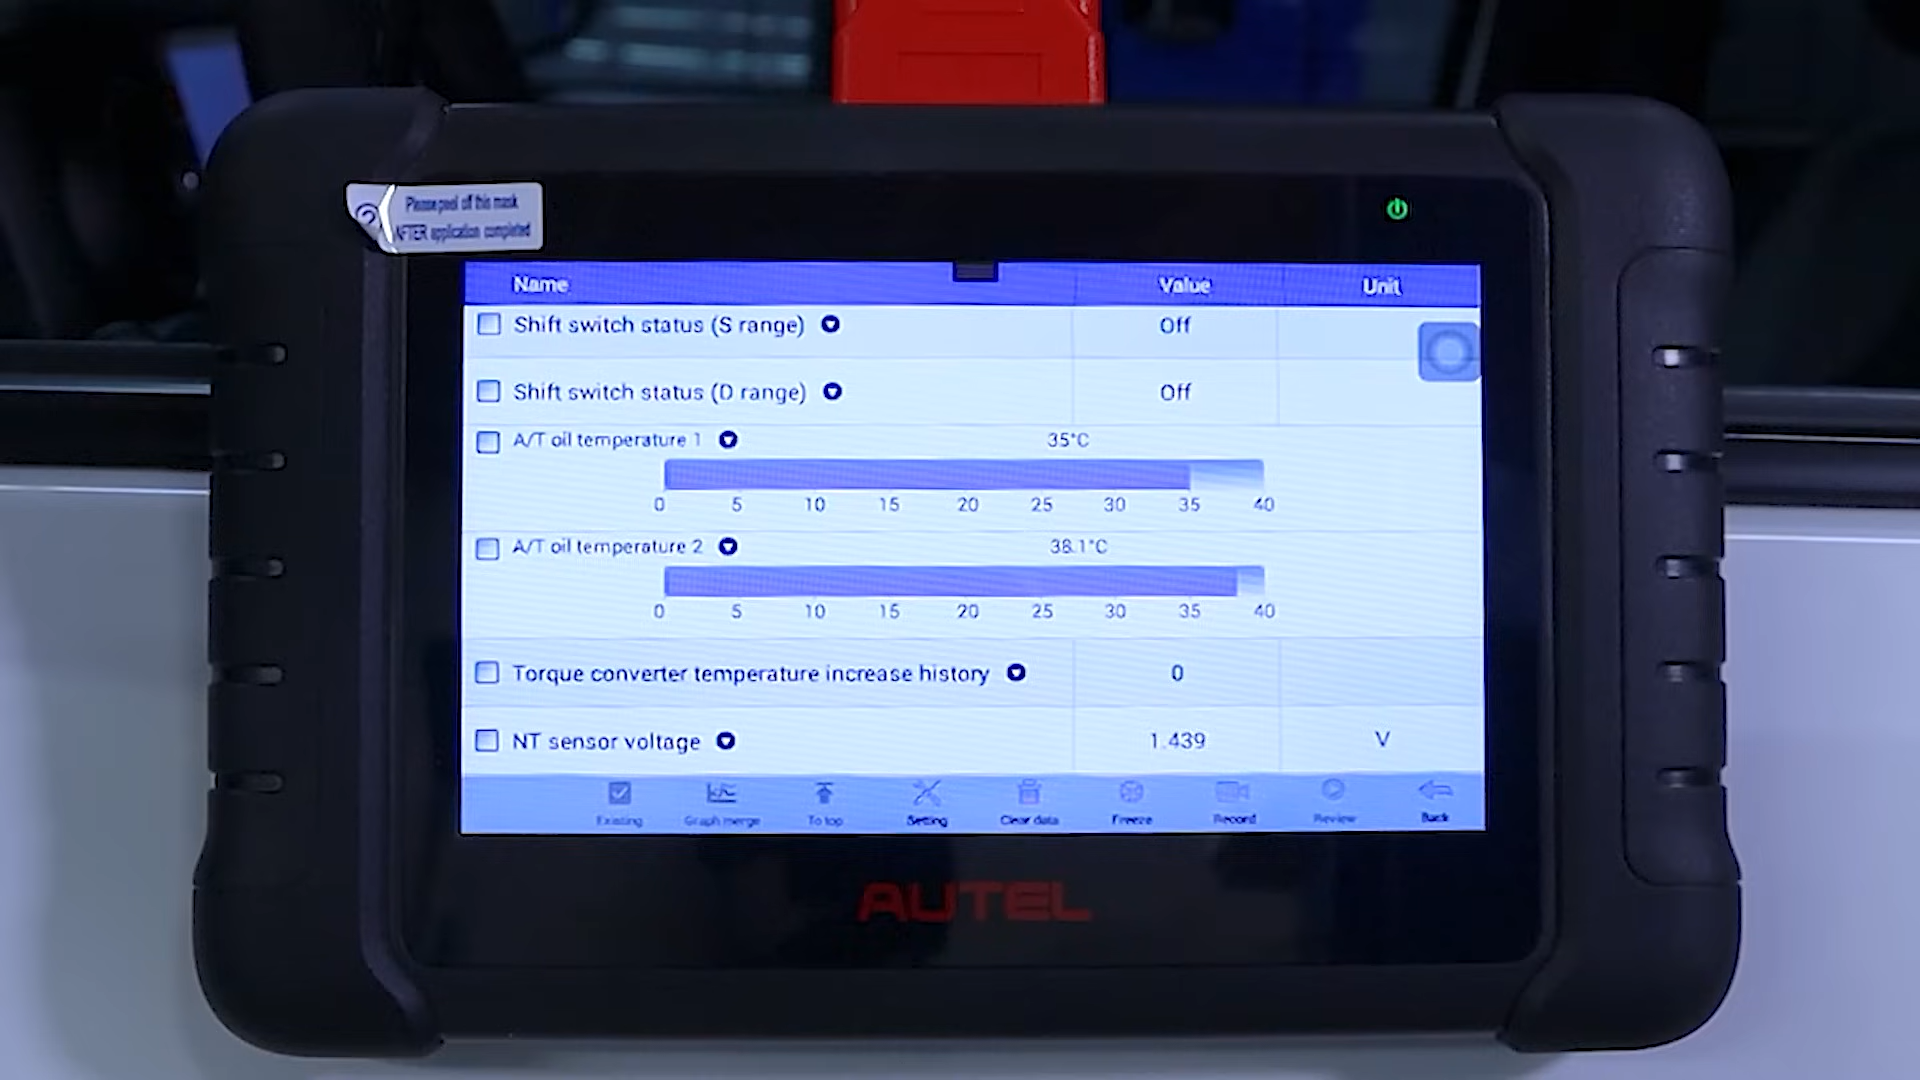 Please peel off this mask
AFTER application completed
Name Value Unit
Shift switch status (S range) Off
Shift switch status (D range) Off
A/T oil temperature 1 35°C
0 5 10 15 20 25 30 35 40
A/T oil temperature 2 38.1°C
0 5 10 15 20 25 30 35 40
Torque converter temperature increase history 0
NT sensor voltage 1.439 V
Existing Graph merge To top Setting Clear data Freeze Record Review Back
AUTEL